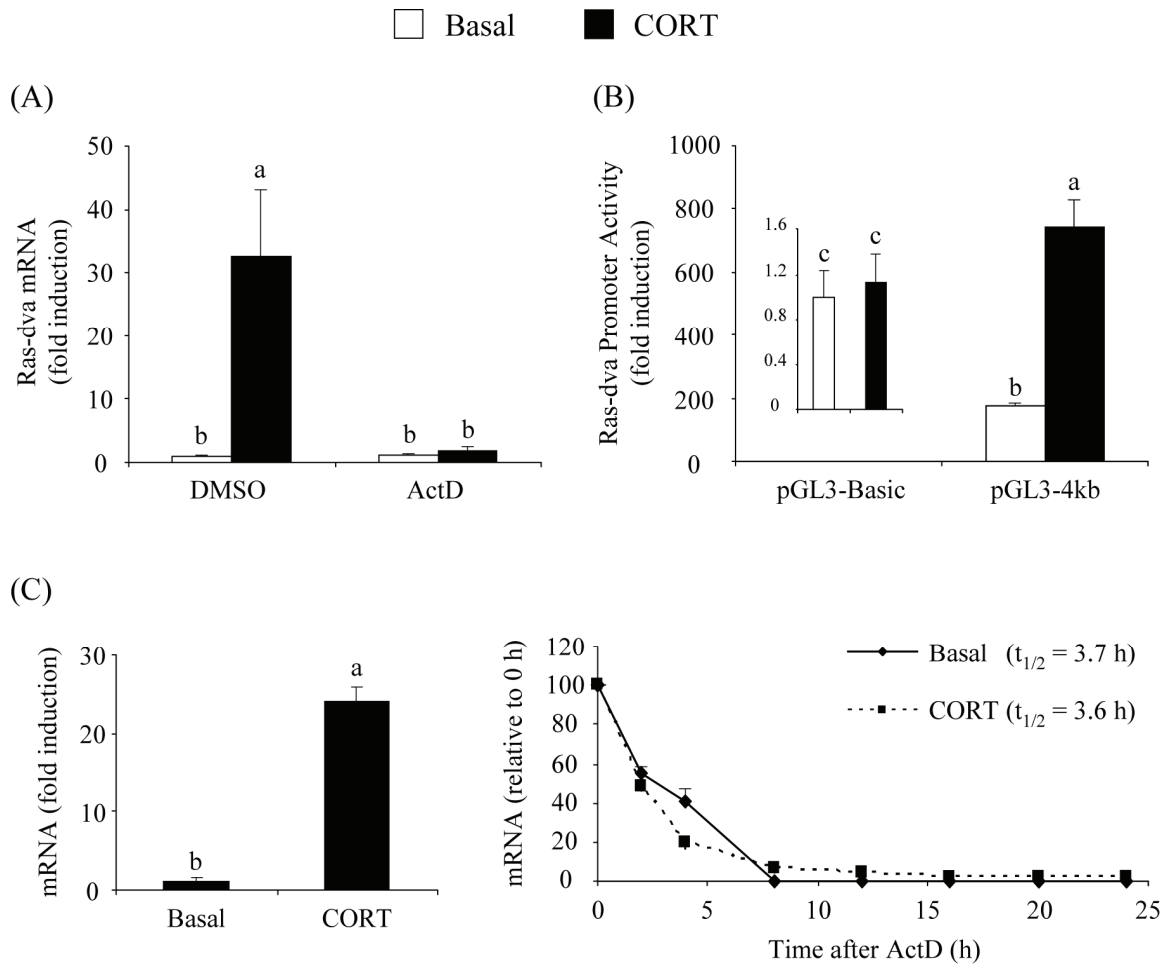 Basal CORT
(A)
Ras-dva mRNA
(fold induction)
50
40
30
20
10
0
a
b
b
b
DMSO ActD
(B)
Ras-dva Promoter Activity
(fold induction)
1000
800
600
400
200
0
1.6
1.2
0.8
0.4
0
c
c
b
a
pGL3-Basic pGL3-4kb
(C)
mRNA (fold induction)
30
20
10
0
b
a
Basal CORT
mRNA (relative to 0 h)
120
100
80
60
40
20
0
Basal (t1/2 = 3.7 h)
CORT (t1/2 = 3.6 h)
0 5 10 15 20 25
Time after ActD (h)